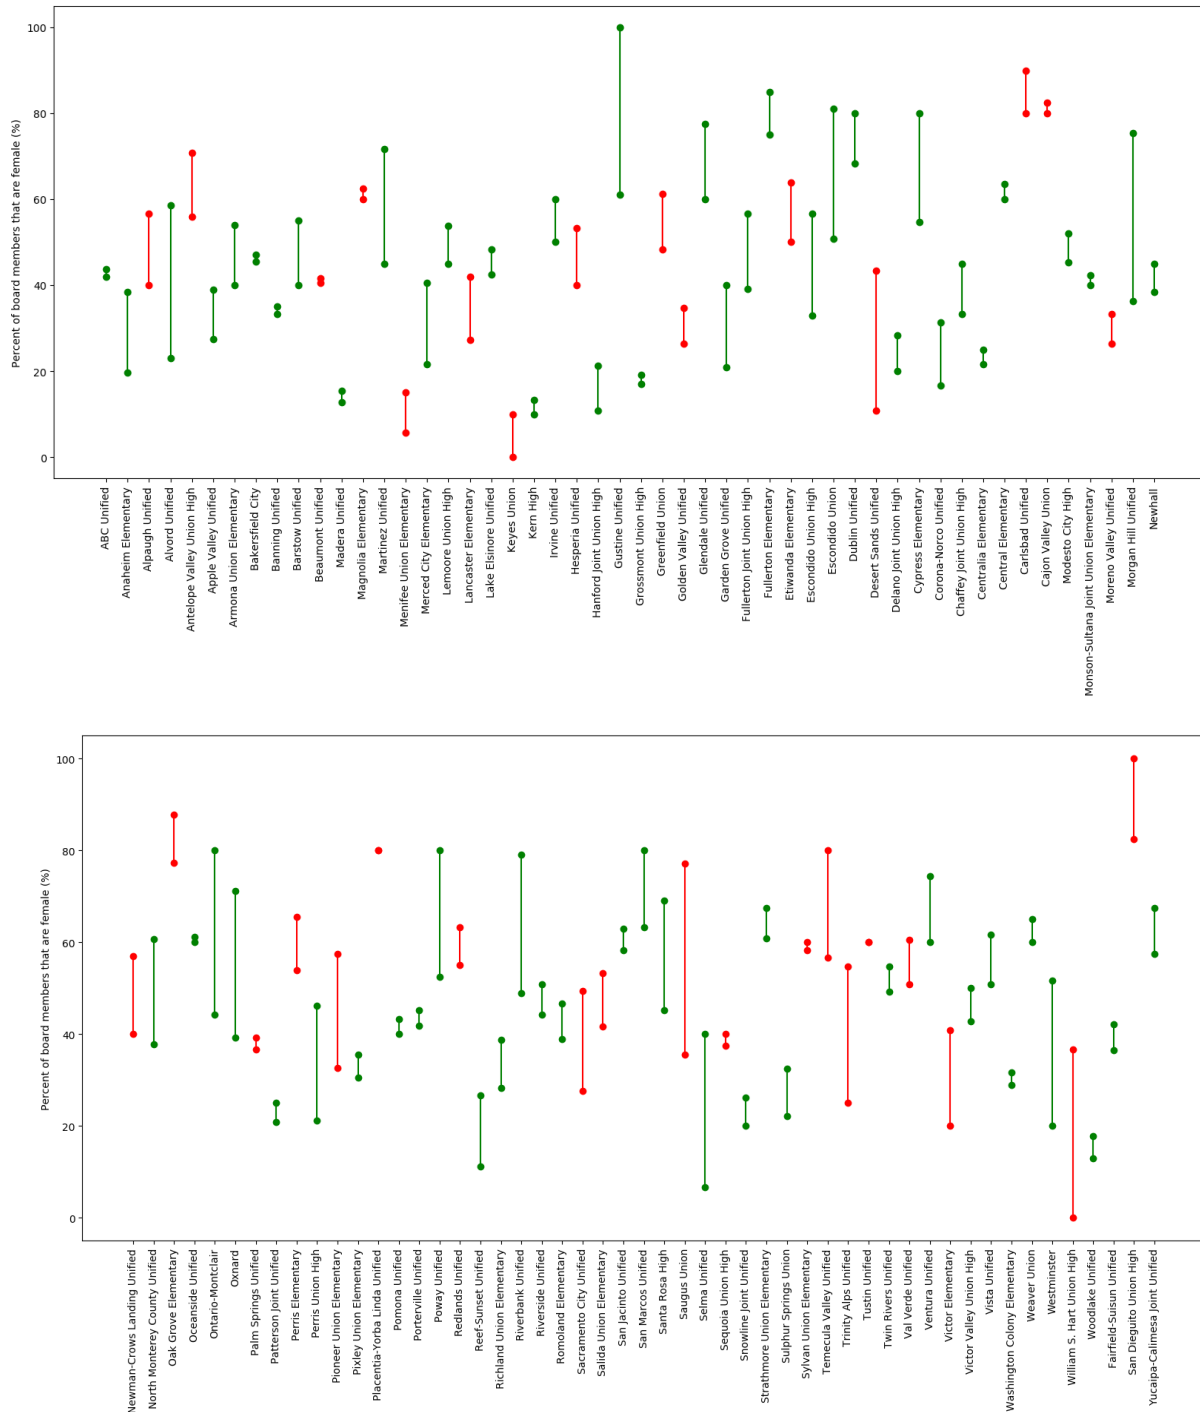 Percent of board members that are female (%)
100
80
60
40
20
0
ABC Unified
Anaheim Elementary
Alpaugh Unified
Alvord Unified
Antelope Valley Union High
Apple Valley Unified
Armona Union Elementary
Bakersfield City
Banning Unified
Barstow Unified
Beaumont Unified
Madera Unified
Magnolia Elementary
Martinez Unified
Menifee Union Elementary
Merced City Elementary
Lemoore Union High
Lancaster Elementary
Lake Elsinore Unified
Keyes Union
Kern High
Irvine Unified
Hesperia Unified
Hanford Joint Union High
Gustine Unified
Grossmont Union High
Greenfield Union
Golden Valley Unified
Glendale Unified
Garden Grove Unified
Fullerton Joint Union High
Fullerton Elementary
Etiwanda Elementary
Escondido Union High
Escondido Union
Dublin Unified
Desert Sands Unified
Delano Joint Union High
Cypress Elementary
Corona-Norco Unified
Chaffey Joint Union High
Centralia Elementary
Central Elementary
Carlsbad Unified
Cajon Valley Union
Modesto City High
Monson-Sultana Joint Union Elementary
Moreno Valley Unified
Morgan Hill Unified
Newhall
Percent of board members that are female (%)
100
80
60
40
20
0
Newman-Crows Landing Unified
North Monterey County Unified
Oak Grove Elementary
Oceanside Unified
Ontario-Montclair
Oxnard
Palm Springs Unified
Patterson Joint Unified
Perris Elementary
Perris Union High
Pioneer Union Elementary
Pixley Union Elementary
Placentia-Yorba Linda Unified
Pomona Unified
Porterville Unified
Poway Unified
Redlands Unified
Reef-Sunset Unified
Richland Union Elementary
Riverbank Unified
Riverside Unified
Romoland Elementary
Sacramento City Unified
Salida Union Elementary
San Jacinto Unified
San Marcos Unified
Santa Rosa High
Saugus Union
Selma Unified
Sequoia Union High
Snowline Joint Unified
Strathmore Union Elementary
Sulphur Springs Union
Sylvan Union Elementary
Temecula Valley Unified
Trinity Alps Unified
Tustin Unified
Twin Rivers Unified
Val Verde Unified
Ventura Unified
Victor Elementary
Victor Valley Union High
Vista Unified
Washington Colony Elementary
Weaver Union
Westminster
William S. Hart Union High
Woodlake Unified
Fairfield-Suisun Unified
San Dieguito Union High
Yucaipa-Calimesa Joint Unified